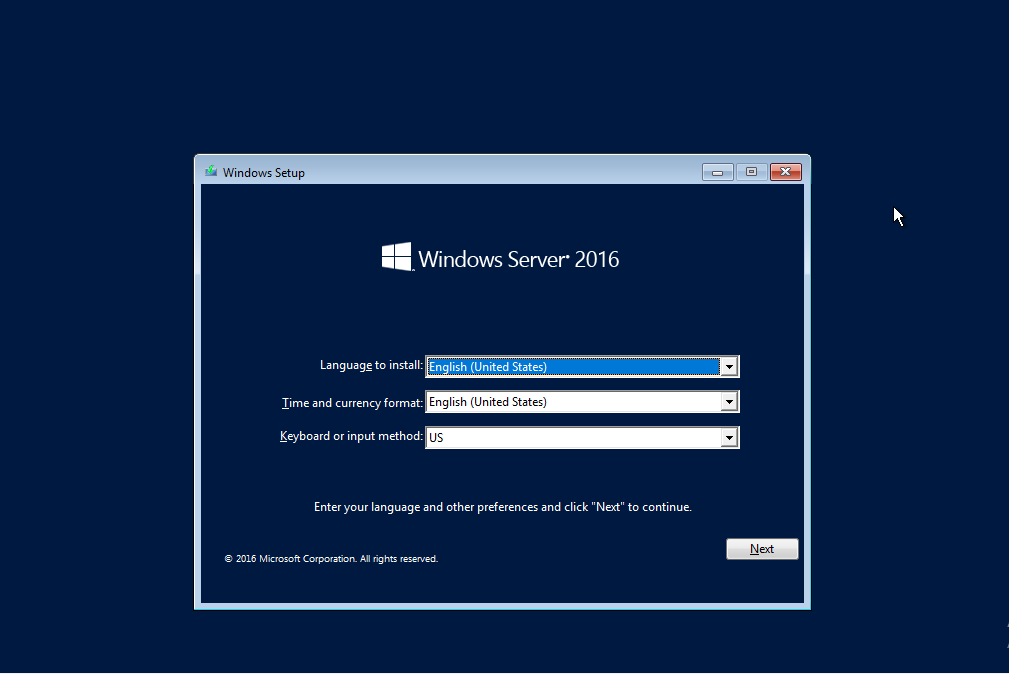 Windows Setup
Windows Server® 2016
Language to install: English (United States)
Time and currency format: English (United States)
Keyboard or input method: US
Enter your language and other preferences and click "Next" to continue.
Next
© 2016 Microsoft Corporation. All rights reserved.